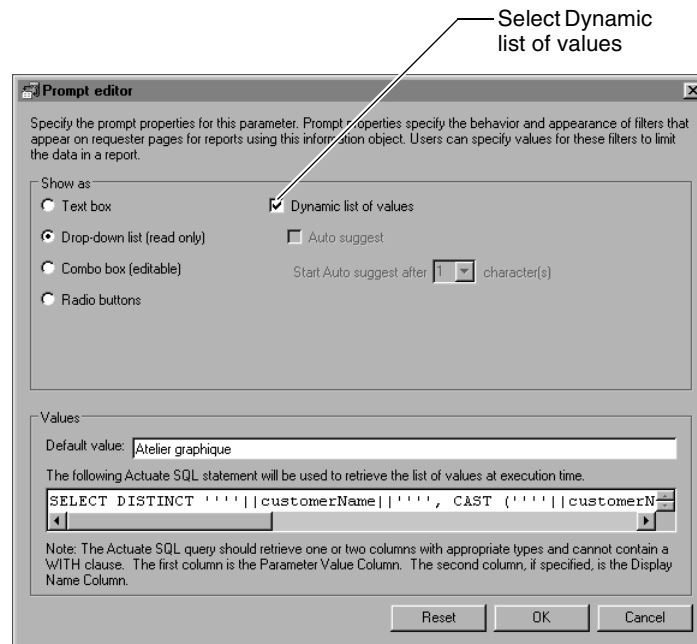 Select Dynamic
list of values
Prompt editor
Specify the prompt properties for this parameter. Prompt properties specify the behavior and appearance of filters that
appear on requester pages for reports using this information object. Users can specify values for these filters to limit
the data in a report.
Show as
Text box
Dynamic list of values
Drop-down list (read only)
Auto suggest
Combo box (editable)
Start Auto suggest after 1 character(s)
Radio buttons
Values
Default value: Atelier graphique
The following Actuate SQL statement will be used to retrieve the list of values at execution time.
SELECT DISTINCT ''''||customerName||'''', CAST (''''||customerN
Note: The Actuate SQL query should retrieve one or two columns with appropriate types and cannot contain a
WITH clause. The first column is the Parameter Value Column. The second column, if specified, is the Display
Name Column.
Reset OK Cancel